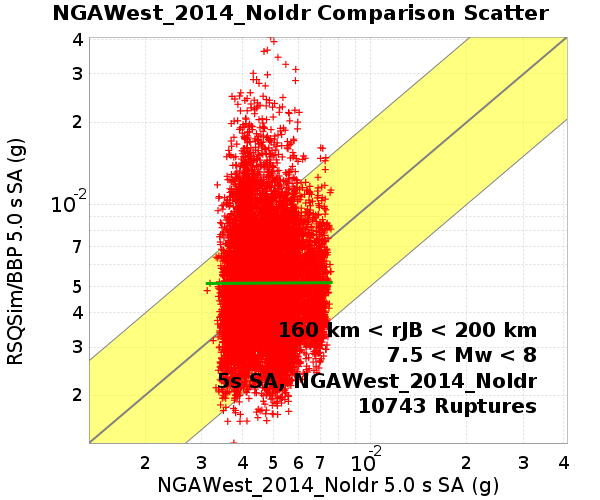 NGAWest_2014_NoIdr Comparison Scatter
4
3
2
10-2
7
5
4
3
2
RSQSim/BBP 5.0 s SA (g)
160 km < rJB < 200 km
7.5 < Mw < 8
5s SA, NGAWest_2014_NoIdr
10743 Ruptures
2 3 4 5 6 7 10-2 2 3 4
NGAWest_2014_NoIdr 5.0 s SA (g)